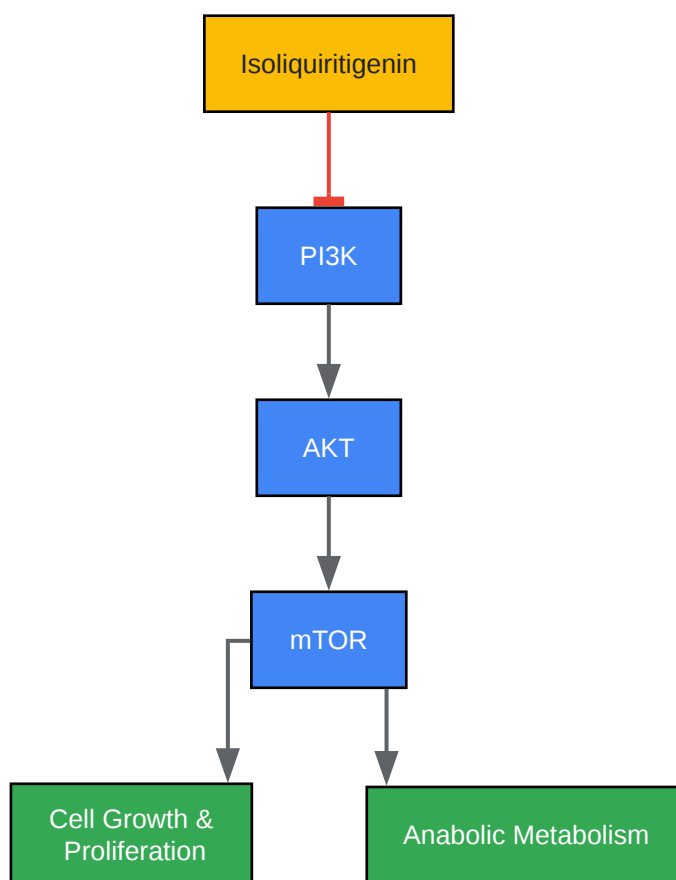 Isoliquiritigenin
PI3K
AKT
mTOR
Cell Growth &
Proliferation
Anabolic Metabolism